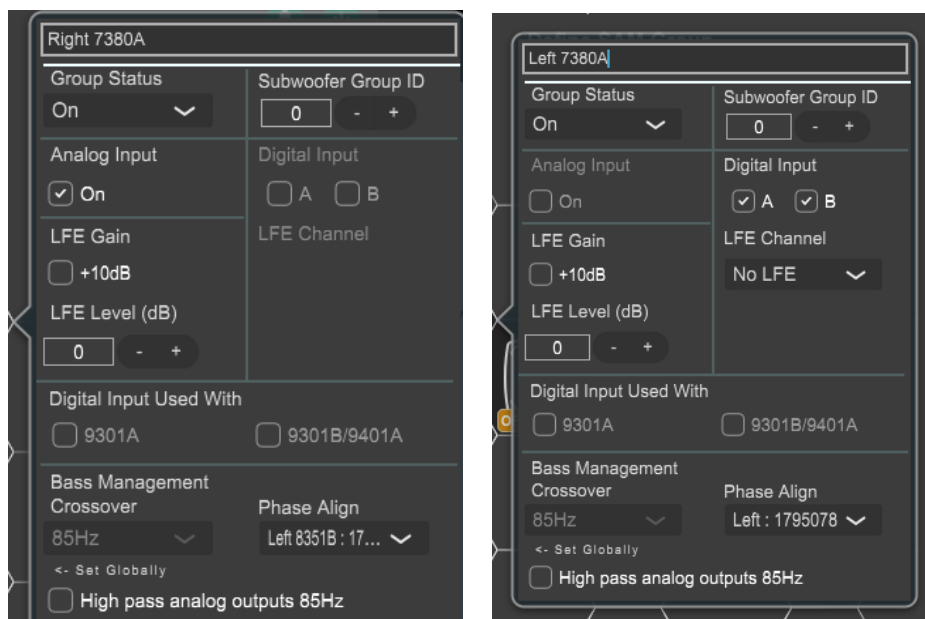 Right 7380A
Group Status
Subwoofer Group ID
On
0 - +
Analog Input
Digital Input
On
A
B
LFE Gain
LFE Channel
+10dB
LFE Level (dB)
0 - +
Digital Input Used With
9301A
9301B/9401A
Bass Management
Crossover
Phase Align
85Hz
Left 8351B : 17...
<- Set Globally
High pass analog outputs 85Hz
Left 7380A
Group Status
Subwoofer Group ID
On
0 - +
Analog Input
Digital Input
On
A
B
LFE Gain
LFE Channel
+10dB
No LFE
LFE Level (dB)
0 - +
Digital Input Used With
9301A
9301B/9401A
Bass Management
Crossover
Phase Align
85Hz
Left : 1795078
<- Set Globally
High pass analog outputs 85Hz